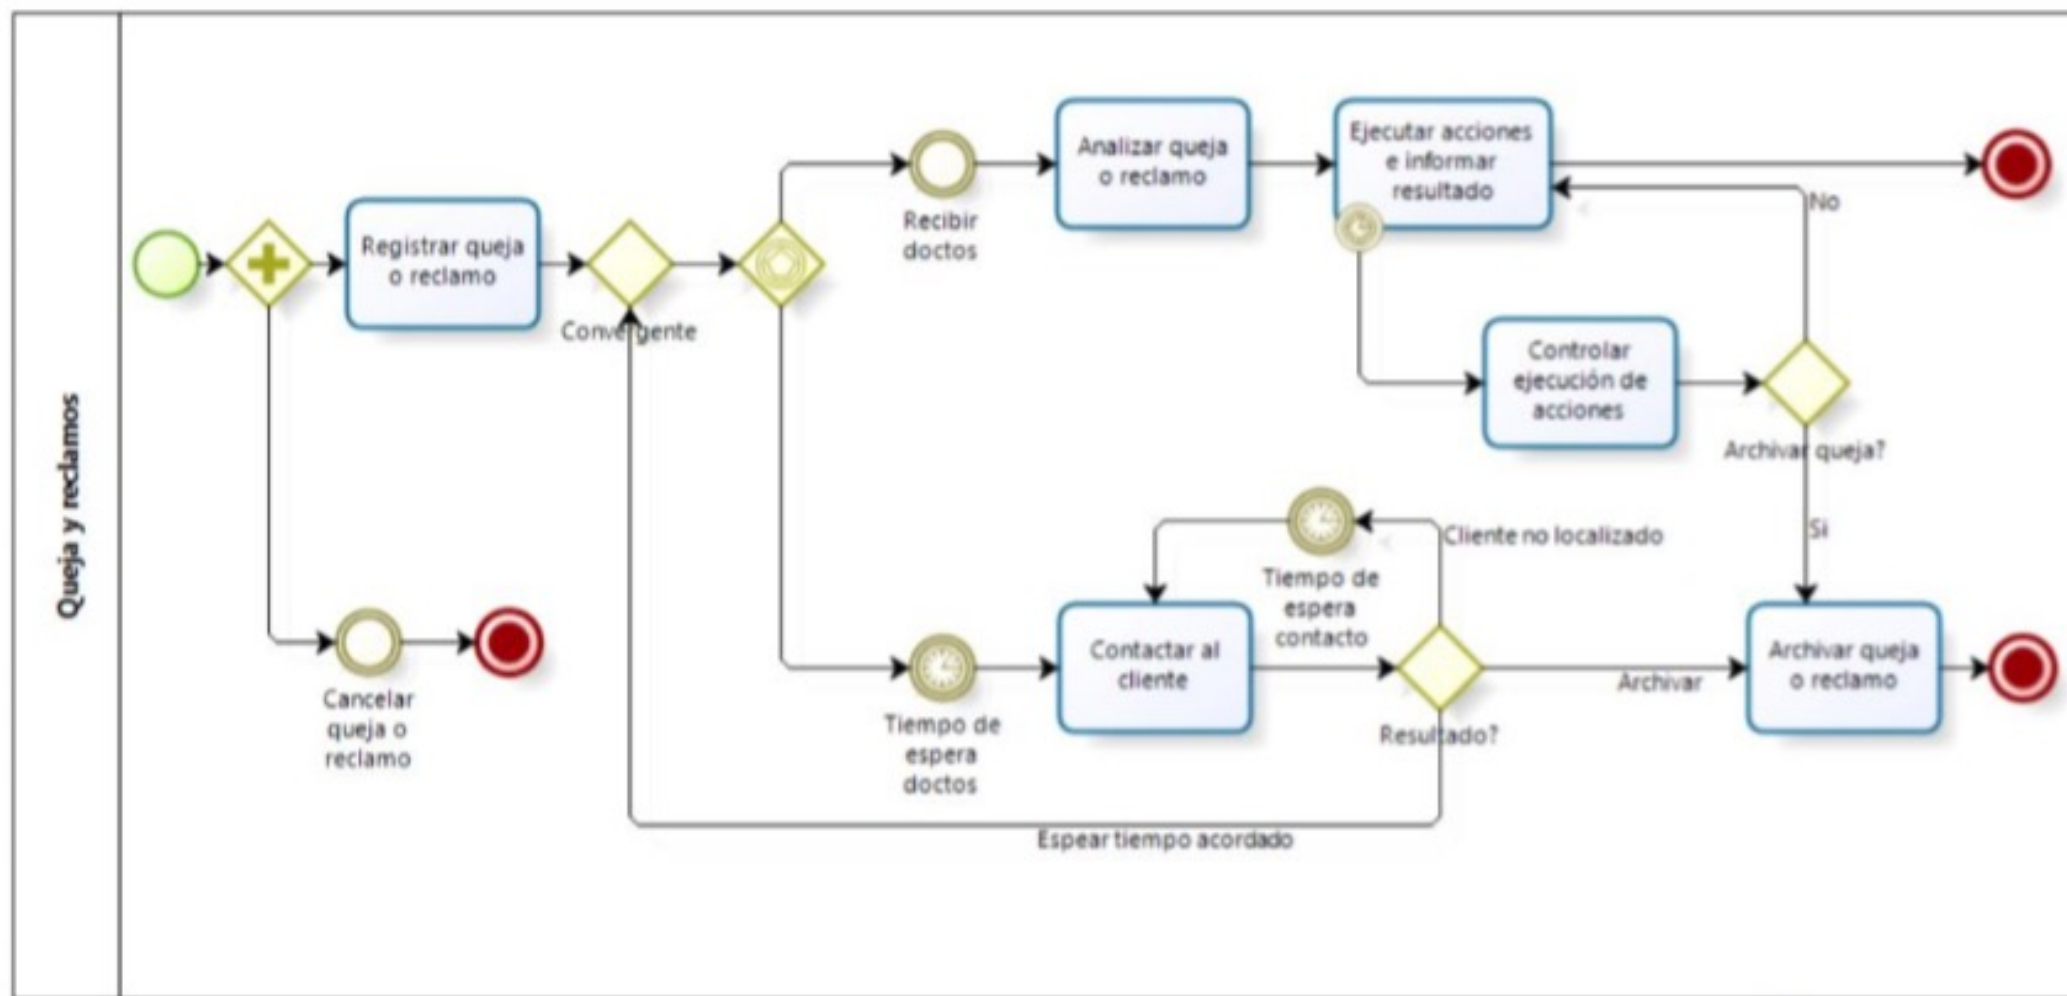 Queja y reclamos
Registrar queja
o reclamo
Convergente
Cancelar
queja o
reclamo
Recibir
doctos
Analizar queja
o reclamo
Ejecutar acciones
e informar
resultado
No
Controlar
ejecución de
acciones
Archivar queja?
Si
Tiempo de
espera
doctos
Contactar al
cliente
Tiempo de
espera
contacto
Cliente no localizado
Resultado?
Archivar
Archivar queja
o reclamo
Espear tiempo acordado